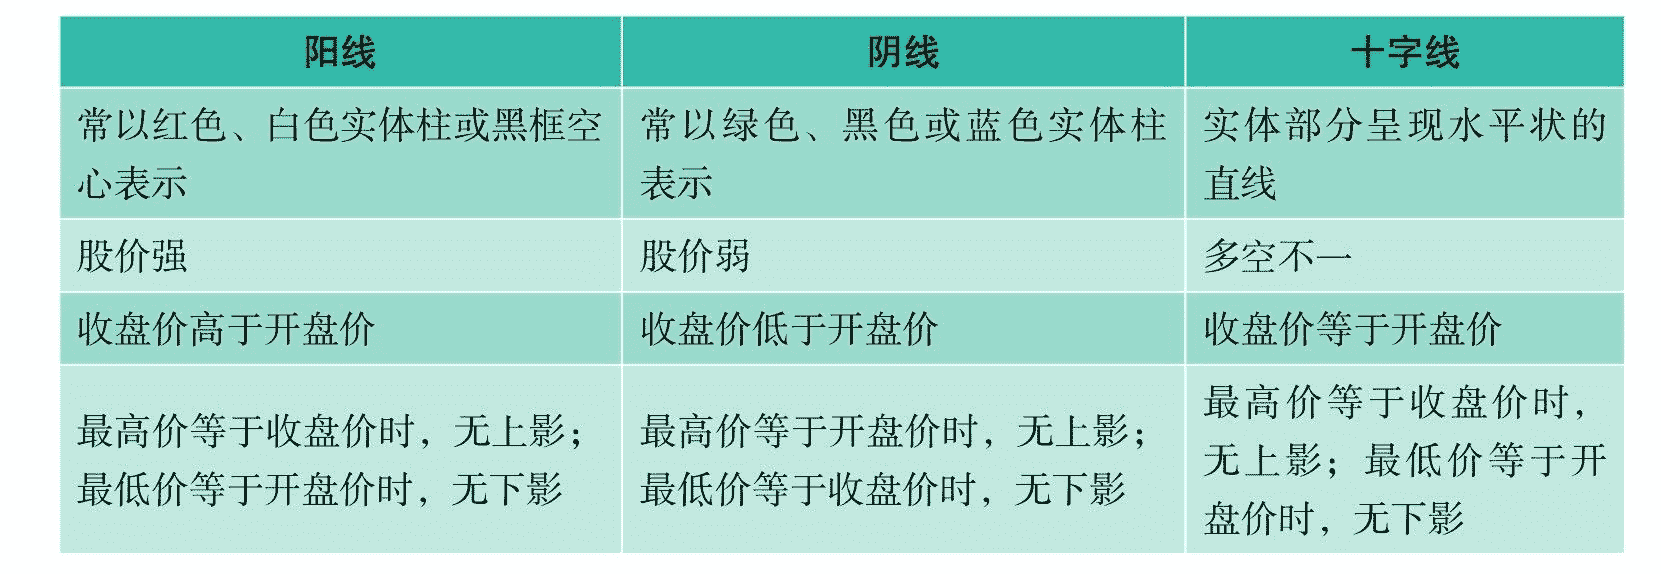 阳线
阴线
十字线
常以红色、白色实体柱或黑框空
心表示
常以绿色、黑色或蓝色实体柱
表示
实体部分呈现水平状的
直线
股价强
股价弱
多空不一
收盘价高于开盘价
收盘价低于开盘价
收盘价等于开盘价
最高价等于收盘价时，无上影；
最低价等于开盘价时，无下影
最高价等于开盘价时，无上影；
最低价等于收盘价时，无下影
最高价等于收盘价时，
无上影；最低价等于开
盘价时，无下影